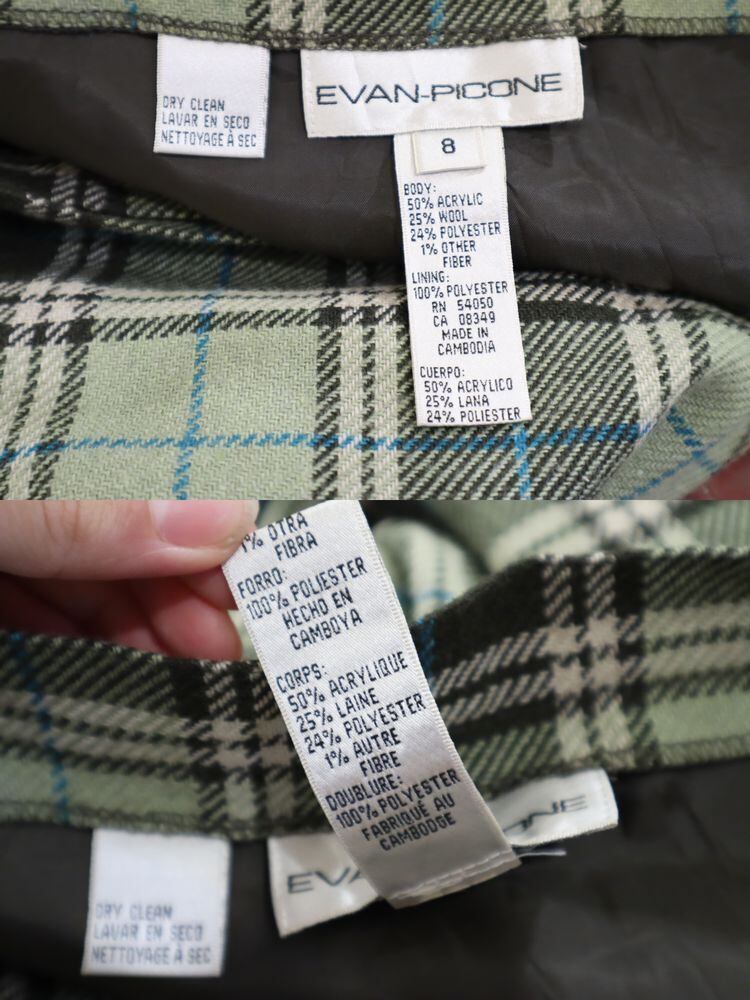 DRY CLEAN
LAVAR EN SECO
NETTOYAGE À SEC
EVAN-PICONE
8
BODY:
50% ACRYLIC
25% WOOL
24% POLYESTER
1% OTHER
FIBER
LINING:
100% POLYESTER
RN 54050
CA 08349
MADE IN
CAMBODIA
CUERPO:
50% ACRYLICO
25% LANA
24% POLIESTER
1% OTRA
FIBRA
FORRO:
100% POLIESTER
HECHO EN
CAMBOYA
CORPS:
50% ACRYLIQUE
25% LAINE
24% POLYESTER
1% AUTRE
FIBRE
DOUBLURE:
100% POLYESTER
FABRIQUÉ AU
CAMBODGE
EVA
CONE
DRY CLEAN
LAVAR EN SECO
NETTOYAGE À SEC